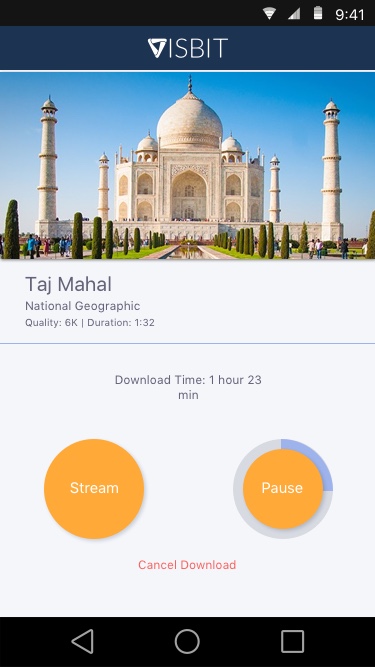 9:41
VISBIT
Taj Mahal
National Geographic
Quality: 6K | Duration: 1:32
Download Time: 1 hour 23
min
Stream
Pause
Cancel Download